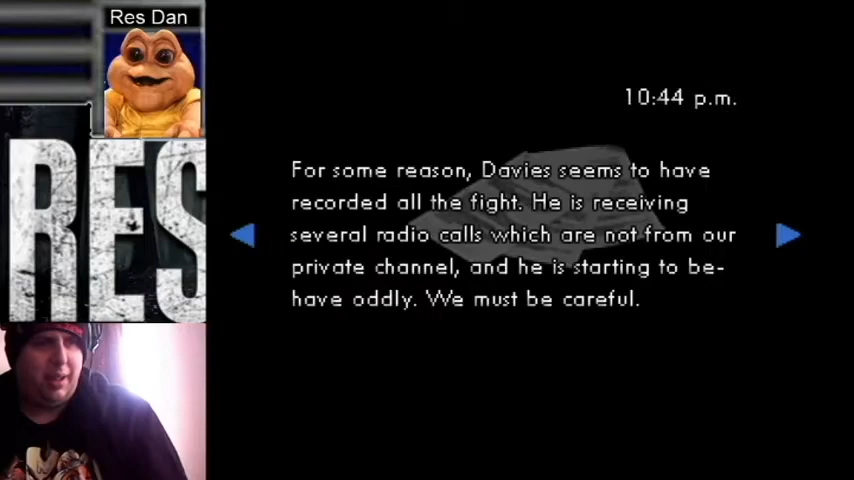 Res Dan
RES
10:44 p.m.
For some reason, Davies seems to have
recorded all the fight. He is receiving
several radio calls which are not from our
private channel, and he is starting to be-
have oddly. We must be careful.